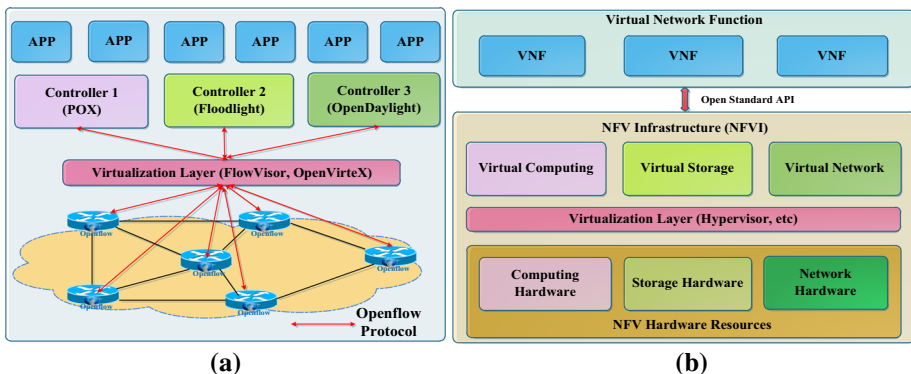 APP APP APP APP APP APP
Controller 1
(POX)
Controller 2
(Floodlight)
Controller 3
(OpenDaylight)
Virtualization Layer (FlowVisor, OpenVirteX)
Openflow
Openflow
Openflow
Openflow
Openflow
Openflow
Openflow
Protocol
(a)
Virtual Network Function
VNF VNF VNF
Open Standard API
NFV Infrastructure (NFVI)
Virtual Computing
Virtual Storage
Virtual Network
Virtualization Layer (Hypervisor, etc)
Computing
Hardware
Storage Hardware
Network
Hardware
NFV Hardware Resources
(b)